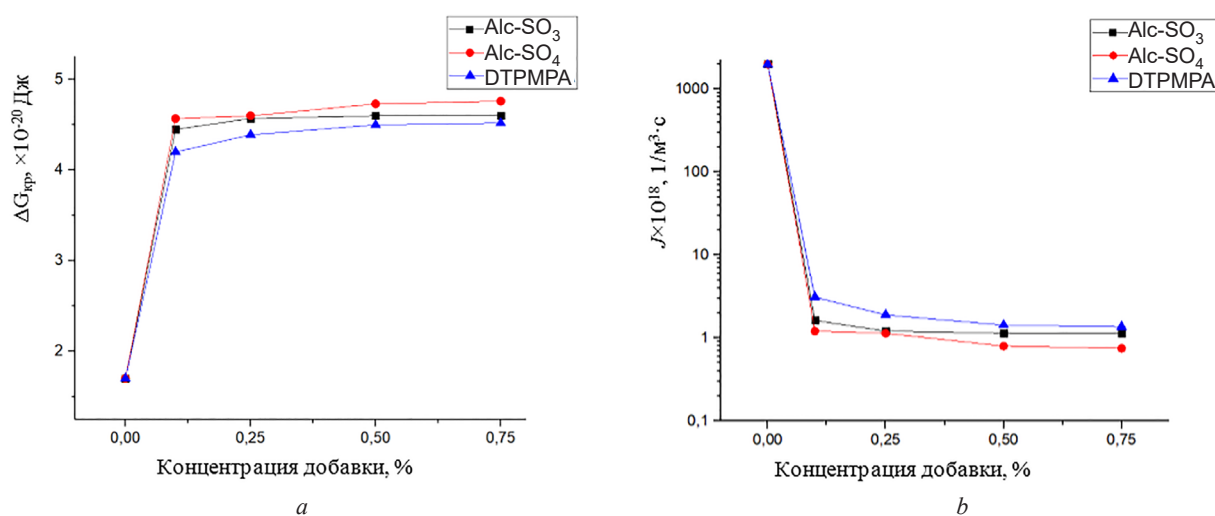 Alc-SO₃
Alc-SO₄
DTPMPA
5
4
3
2
ΔGкр, ×10⁻²⁰ Дж
0,00 0,25 0,50 0,75
Концентрация добавки, %
a
Alc-SO₃
Alc-SO₄
DTPMPA
1000
100
10
1
0,1
J×10¹⁸, 1/м³·с
0,00 0,25 0,50 0,75
Концентрация добавки, %
b